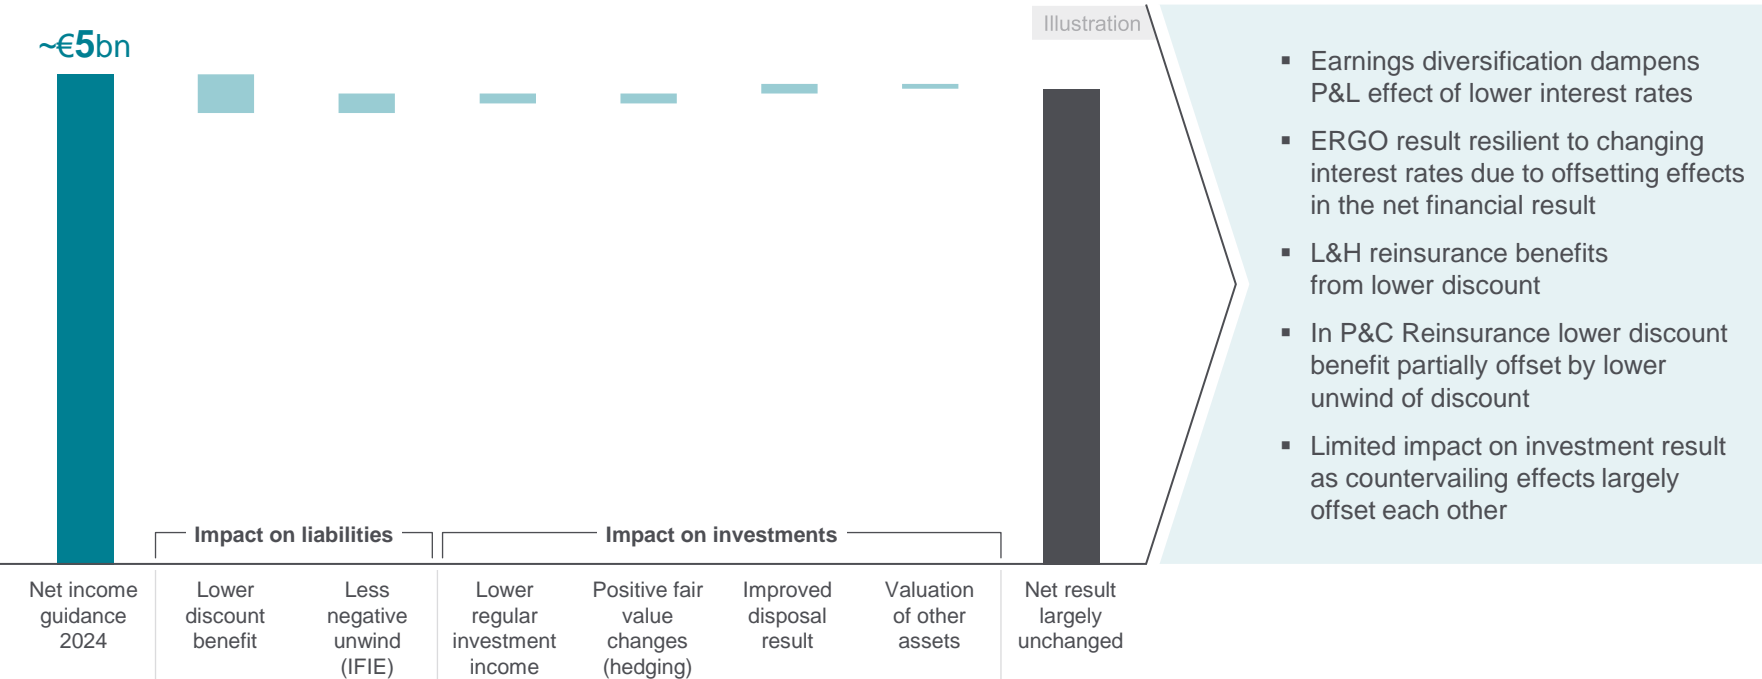 ~€5bn
Illustration
Impact on liabilities
Impact on investments
Net income
guidance
2024
Lower
discount
benefit
Less
negative
unwind
(IFIE)
Lower
regular
investment
income
Positive fair
value
changes
(hedging)
Improved
disposal
result
Valuation
of other
assets
Net result
largely
unchanged
▪ Earnings diversification dampens
P&L effect of lower interest rates
▪ ERGO result resilient to changing
interest rates due to offsetting effects
in the net financial result
▪ L&H reinsurance benefits
from lower discount
▪ In P&C Reinsurance lower discount
benefit partially offset by lower
unwind of discount
▪ Limited impact on investment result
as countervailing effects largely
offset each other